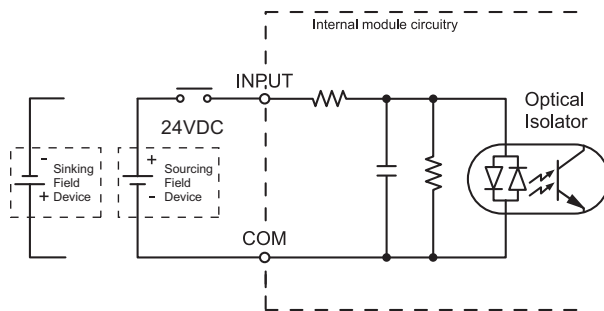 Internal module circuitry
INPUT
24VDC
Optical
Isolator
-
Sinking
Field
+ Device
+
Sourcing
Field
- Device
COM